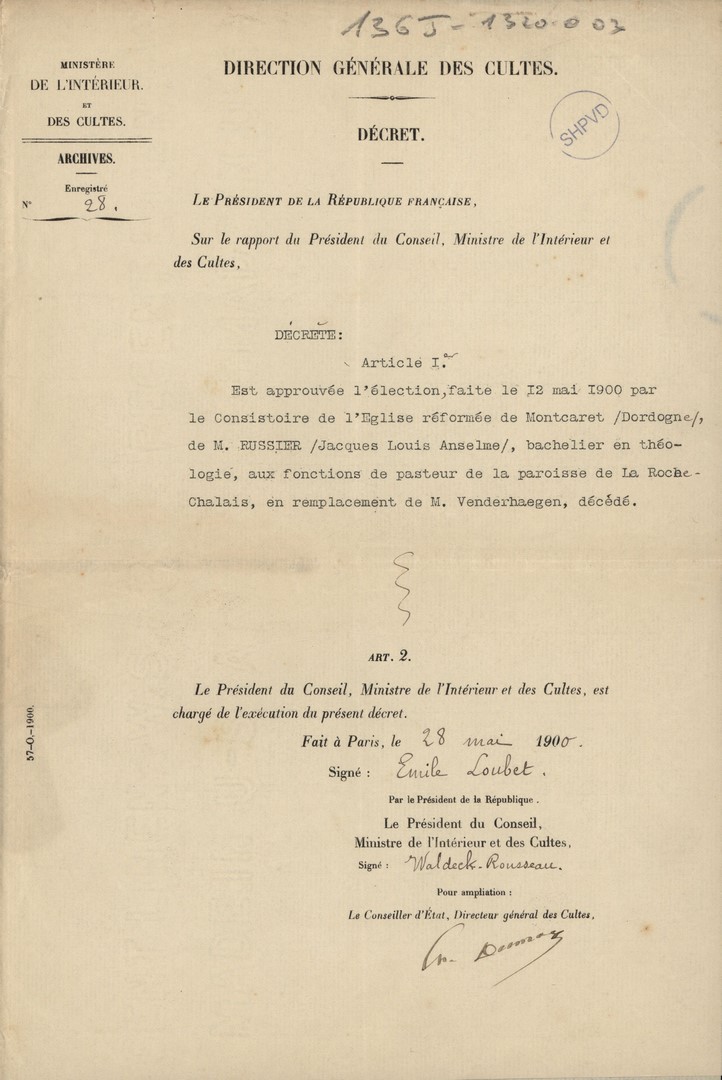 136J-1320-003
MINISTÈRE
DE L'INTÉRIEUR.
ET
DES CULTES.
ARCHIVES.
Enregistré
N° 28.
DIRECTION GÉNÉRALE DES CULTES.
SHPVD
DÉCRET.
LE PRÉSIDENT DE LA RÉPUBLIQUE FRANÇAISE,
Sur le rapport du Président du Conseil, Ministre de l'Intérieur et
des Cultes,
DÉCRÈTE:
Article I.er
Est approuvée l'élection, faite le I2 mai I900 par
le Consistoire de l'Eglise réformée de Montcaret /Dordogne/,
de M. RUSSIER /Jacques Louis Anselme/, bachelier en théo-
logie, aux fonctions de pasteur de la paroisse de La Roche-
Chalais, en remplacement de M. Venderhaegen, décédé.
ART. 2.
Le Président du Conseil, Ministre de l'Intérieur et des Cultes, est
chargé de l'exécution du présent décret.
Fait à Paris, le 28 mai 1900.
Signé : Emile Loubet.
Par le Président de la République.
Le Président du Conseil,
Ministre de l'Intérieur et des Cultes,
Signé : Waldeck-Rousseau.
Pour ampliation :
Le Conseiller d'État, Directeur général des Cultes,
57-O.-1900.